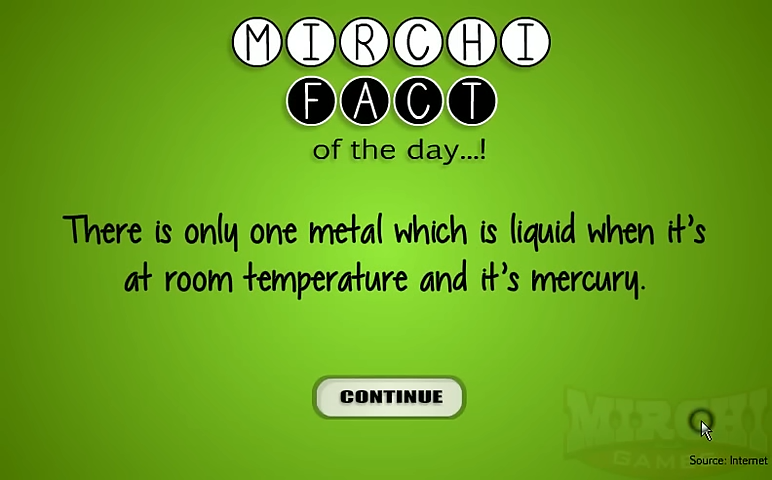 MIRCHI
FACT
of the day...!
There is only one metal which is liquid when it's
at room temperature and it's mercury.
CONTINUE
MIRCHI
GAMES
Source: Internet